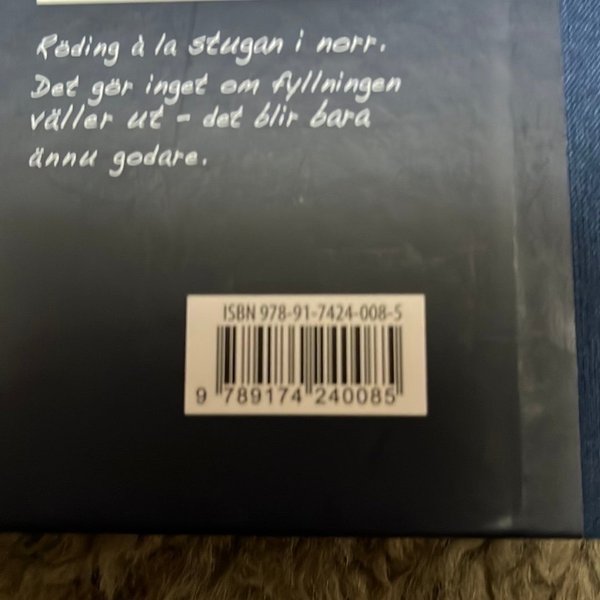 Röding à la stugan i norr.
Det gör inget om fyllningen
väller ut – det blir bara
ännu godare.
ISBN 978-91-7424-008-5
9 789174 240085